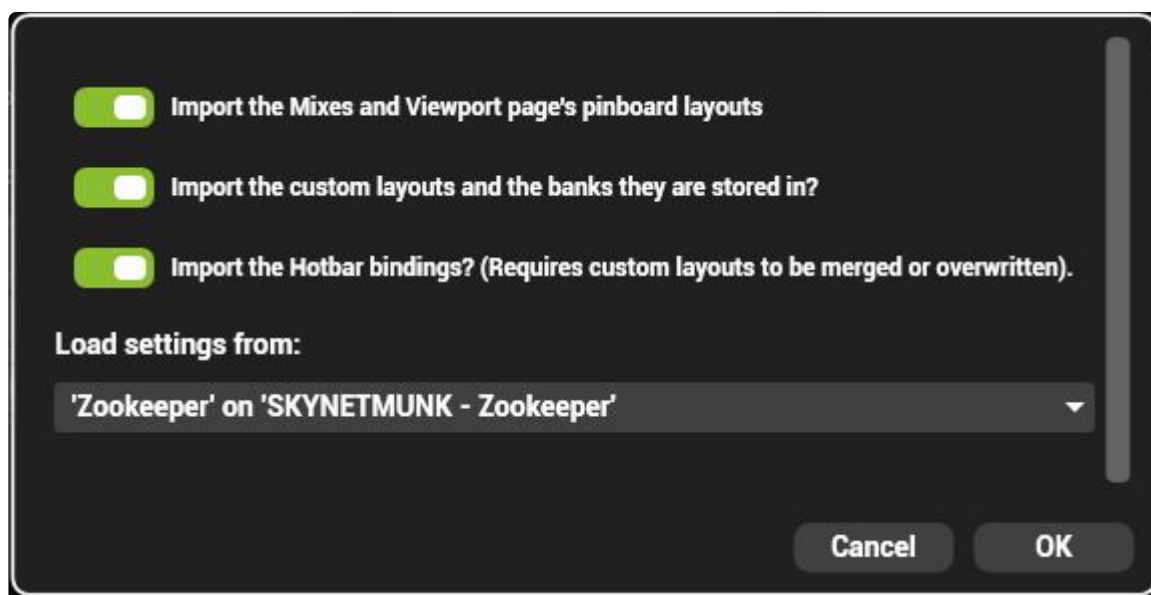 Import the Mixes and Viewport page's pinboard layouts
Import the custom layouts and the banks they are stored in?
Import the Hotbar bindings? (Requires custom layouts to be merged or overwritten).
Load settings from:
'Zookeeper' on 'SKYNETMUNK - Zookeeper'
Cancel
OK